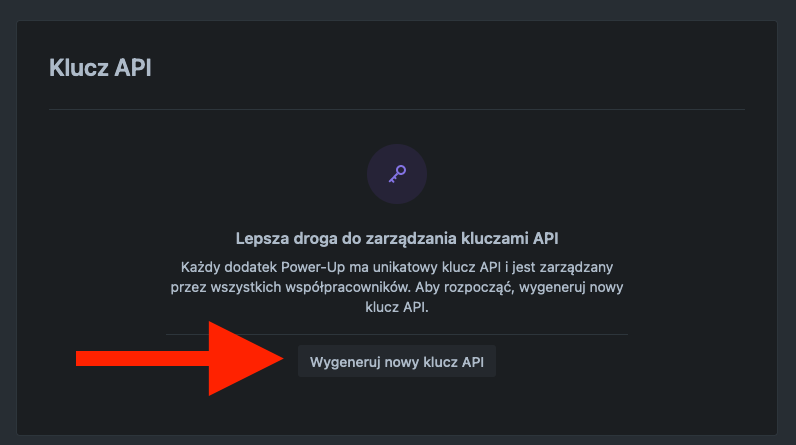 Klucz API
Lepsza droga do zarządzania kluczami API
Każdy dodatek Power-Up ma unikatowy klucz API i jest zarządzany
przez wszystkich współpracowników. Aby rozpocząć, wygeneruj nowy
klucz API.
Wygeneruj nowy klucz API